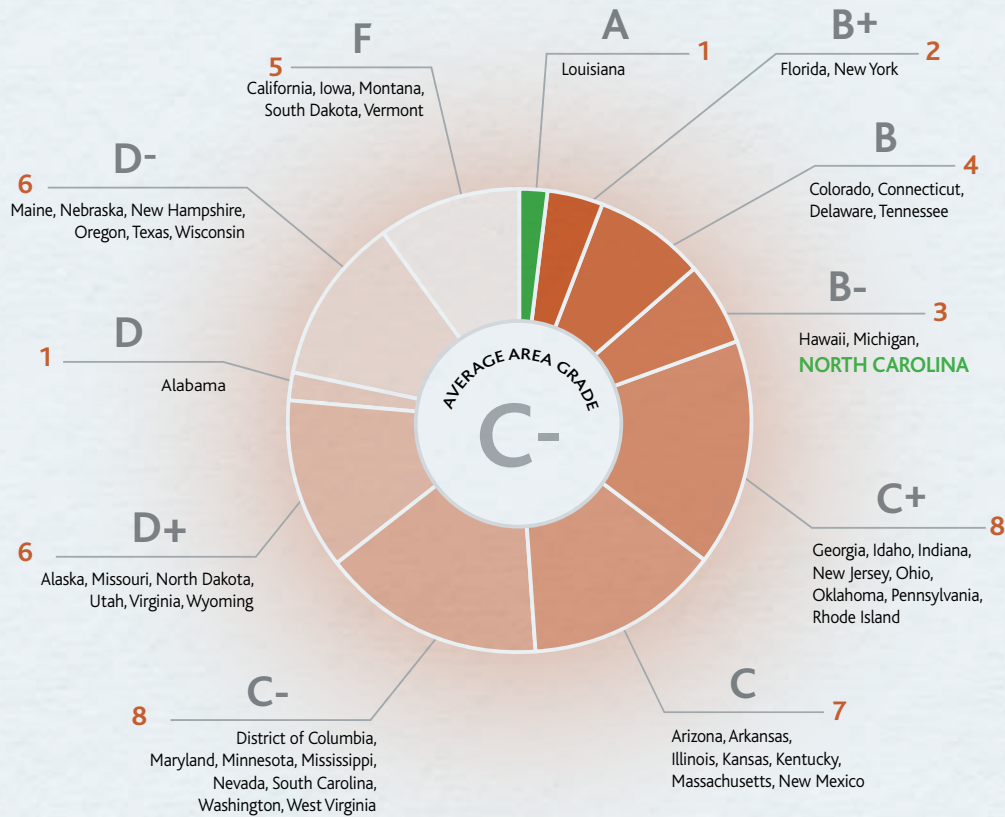 A
1
Louisiana
B+
2
Florida, New York
B
4
Colorado, Connecticut,
Delaware, Tennessee
B-
3
Hawaii, Michigan,
NORTH CAROLINA
C+
8
Georgia, Idaho, Indiana,
New Jersey, Ohio,
Oklahoma, Pennsylvania,
Rhode Island
C
7
Arizona, Arkansas,
Illinois, Kansas, Kentucky,
Massachusetts, New Mexico
C-
8
District of Columbia,
Maryland, Minnesota, Mississippi,
Nevada, South Carolina,
Washington, West Virginia
D+
6
Alaska, Missouri, North Dakota,
Utah, Virginia, Wyoming
D
1
Alabama
D-
6
Maine, Nebraska, New Hampshire,
Oregon, Texas, Wisconsin
F
5
California, Iowa, Montana,
South Dakota, Vermont
AVERAGE AREA GRADE
C-